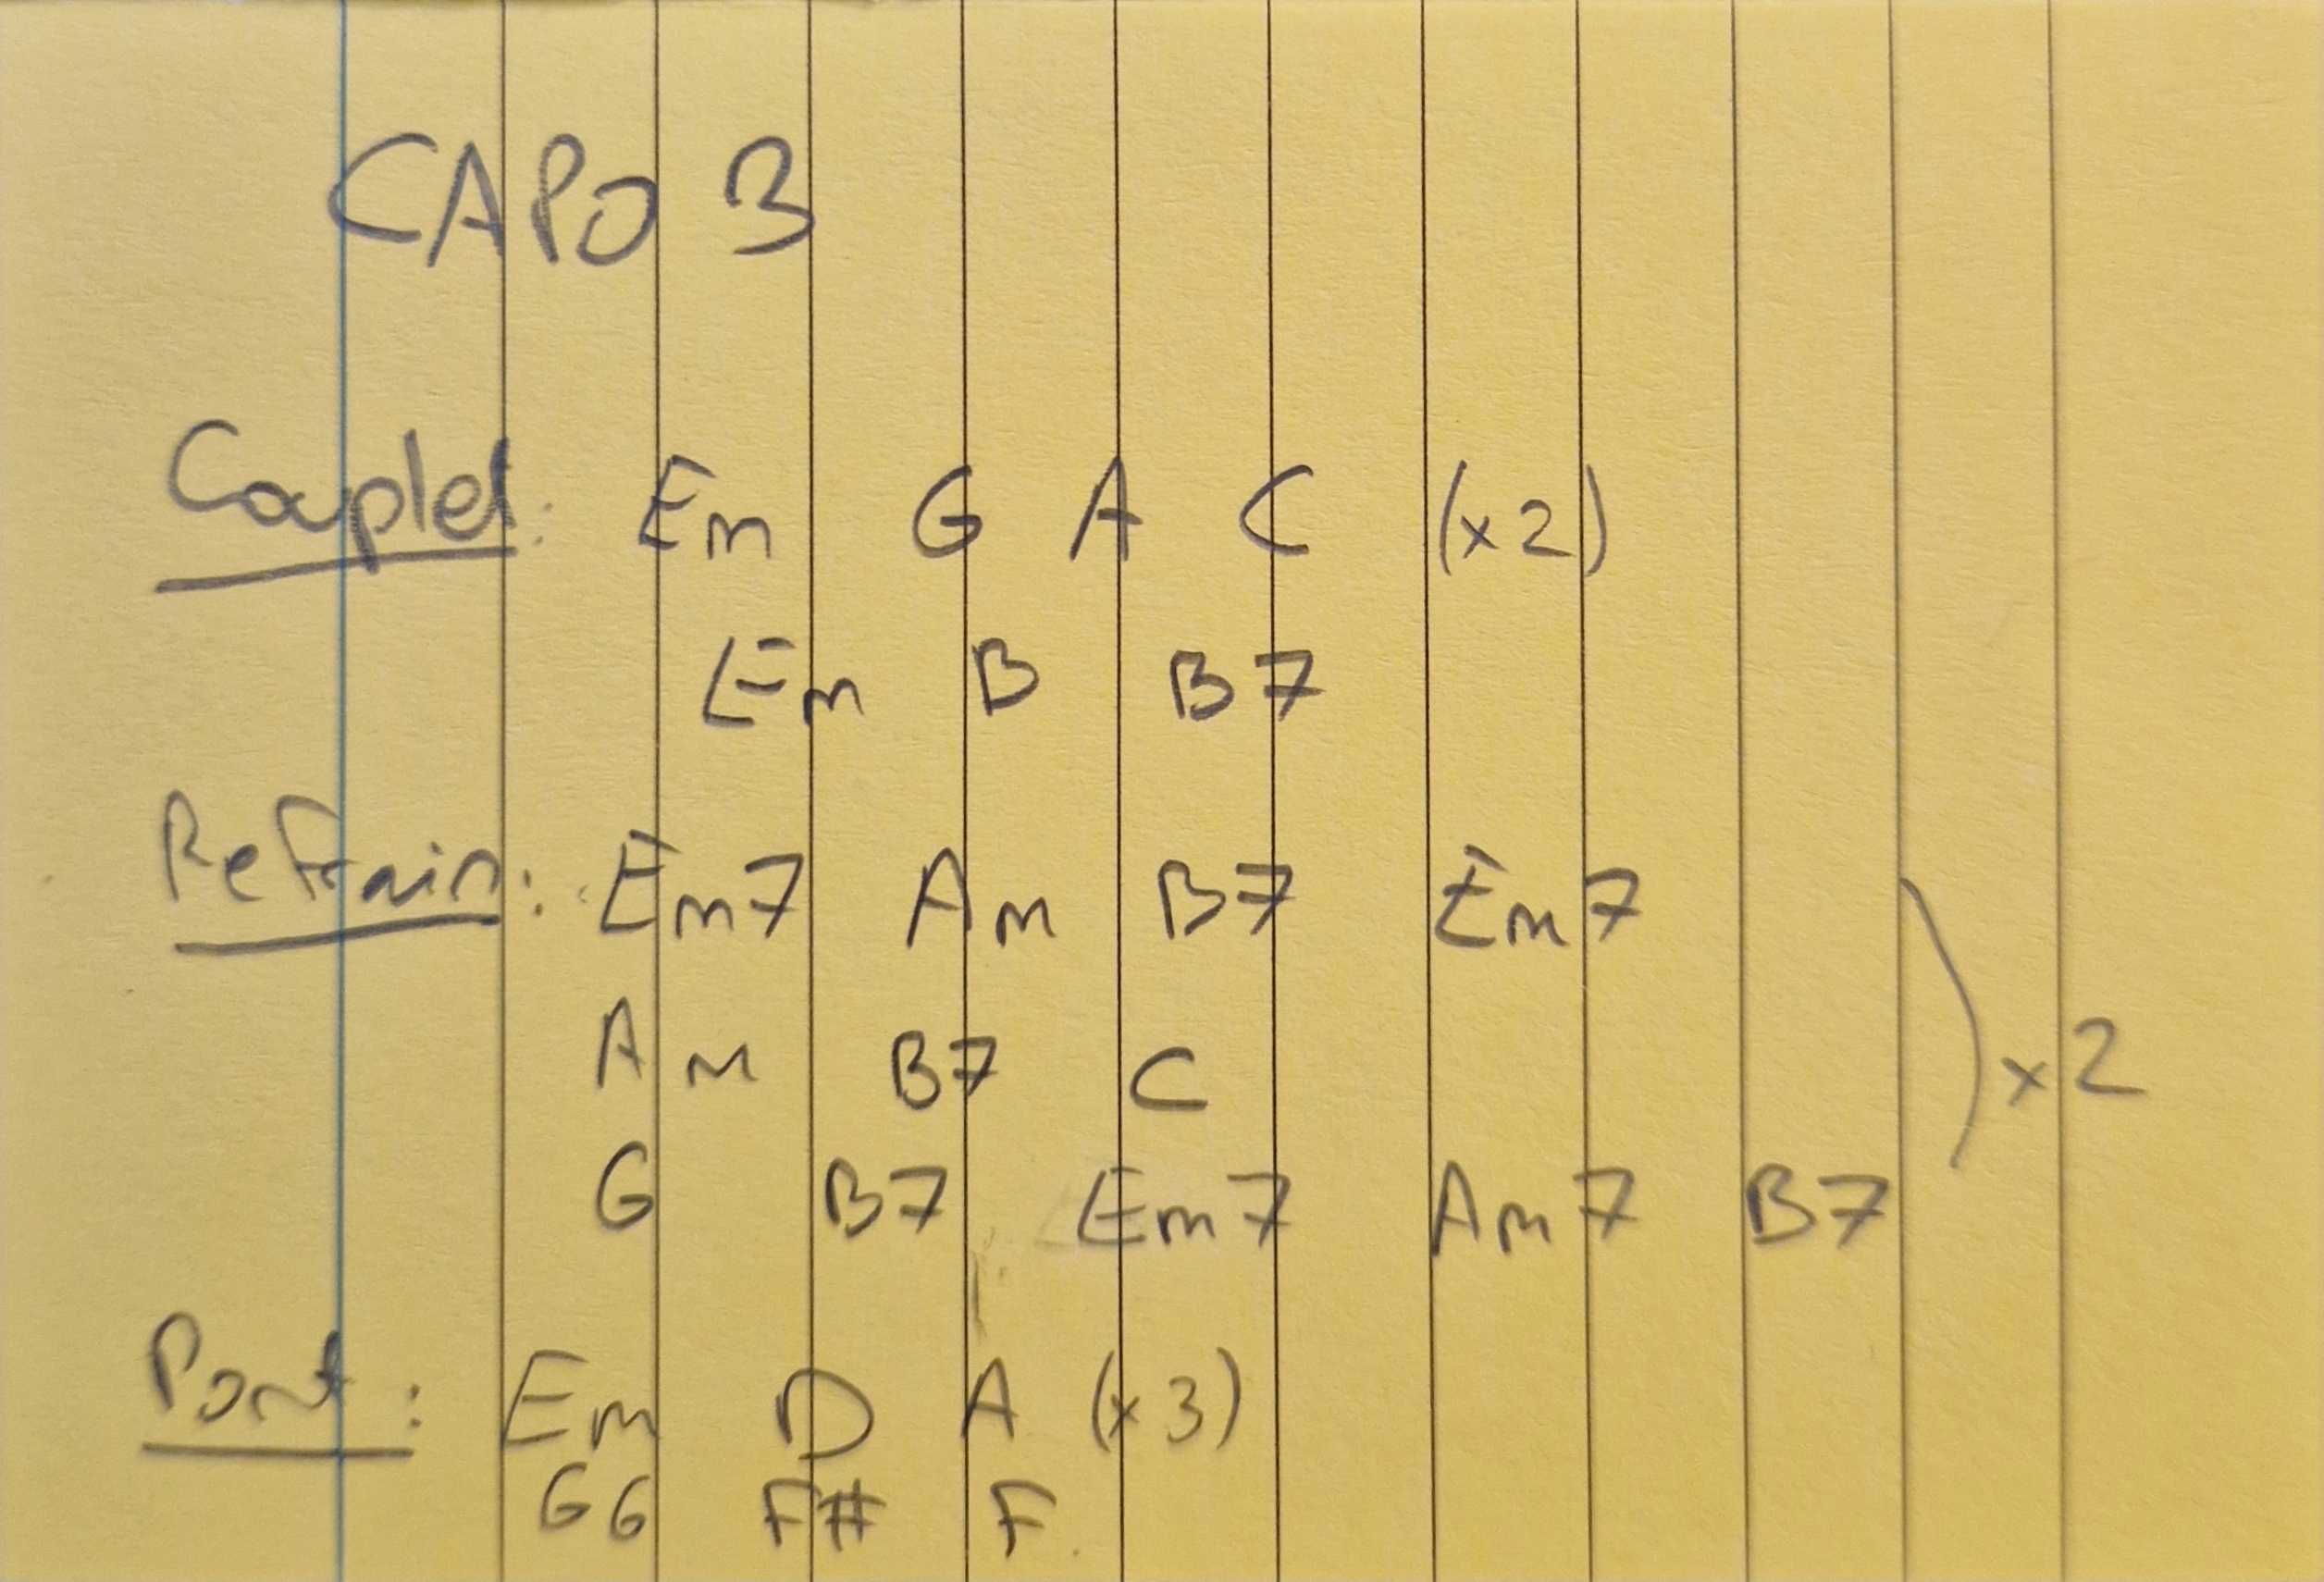 CAPO 3
Couplet: Em G A C (x2)
Em B B7
Refrain: Em7 Am B7 Em7
Am B7 C
) x2
G B7 Em7 Am7 B7
Pont: Em D A (x3)
G6 F# F